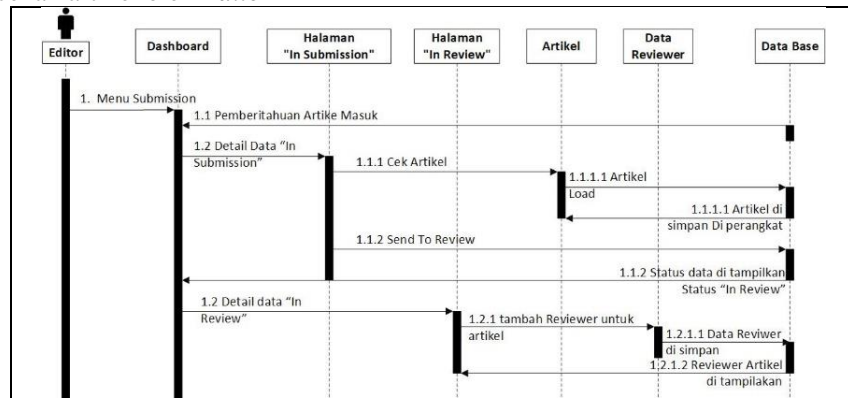 Editor
Dashboard
Halaman
"In Submission"
Halaman
"In Review"
Artikel
Data
Reviewer
Data Base
1. Menu Submission
1.1 Pemberitahuan Artike Masuk
1.2 Detail Data "In
Submission"
1.1.1 Cek Artikel
1.1.1.1 Artikel
Load
1.1.1.1 Artikel di
simpan Di perangkat
1.1.2 Send To Review
1.1.2 Status data di tampilkan
Status "In Review"
1.2 Detail data "In
Review"
1.2.1 tambah Reviewer untuk
artikel
1.2.1.1 Data Reviwer
di simpan
1.2.1.2 Reviewer Artikel
di tampilakan